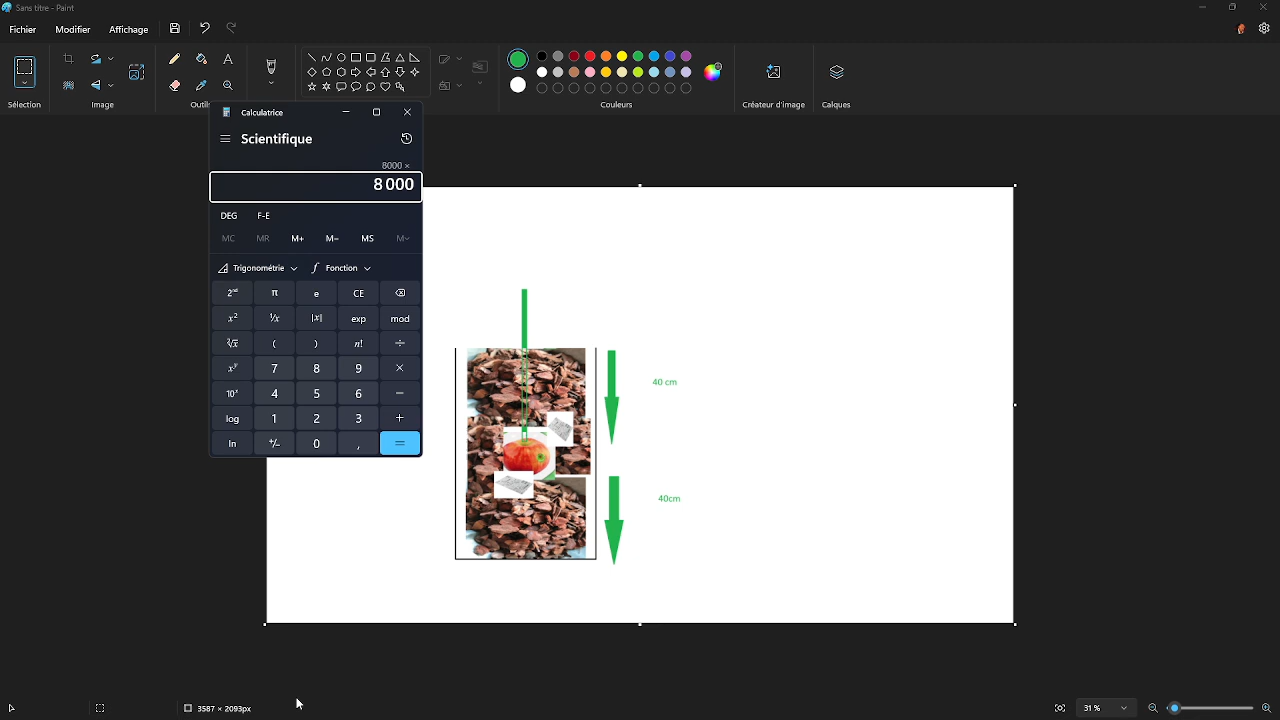 Sans titre - Paint
Fichier Modifier Affichage
Sélection Image Outil Couleurs Créateur d'image Calques
Calculatrice
Scientifique
8000 ×
8 000
DEG F-E
MC MR M+ M− MS M
Trigonométrie Fonction
2ⁿᵈ π e CE
x² ¹/x |x| exp mod
( ) n! ÷
xʸ 7 8 9 ×
10ˣ 4 5 6 −
log 1 2 3 +
ln +/− 0 , =
40 cm
40cm
3587 × 2093px
31 %